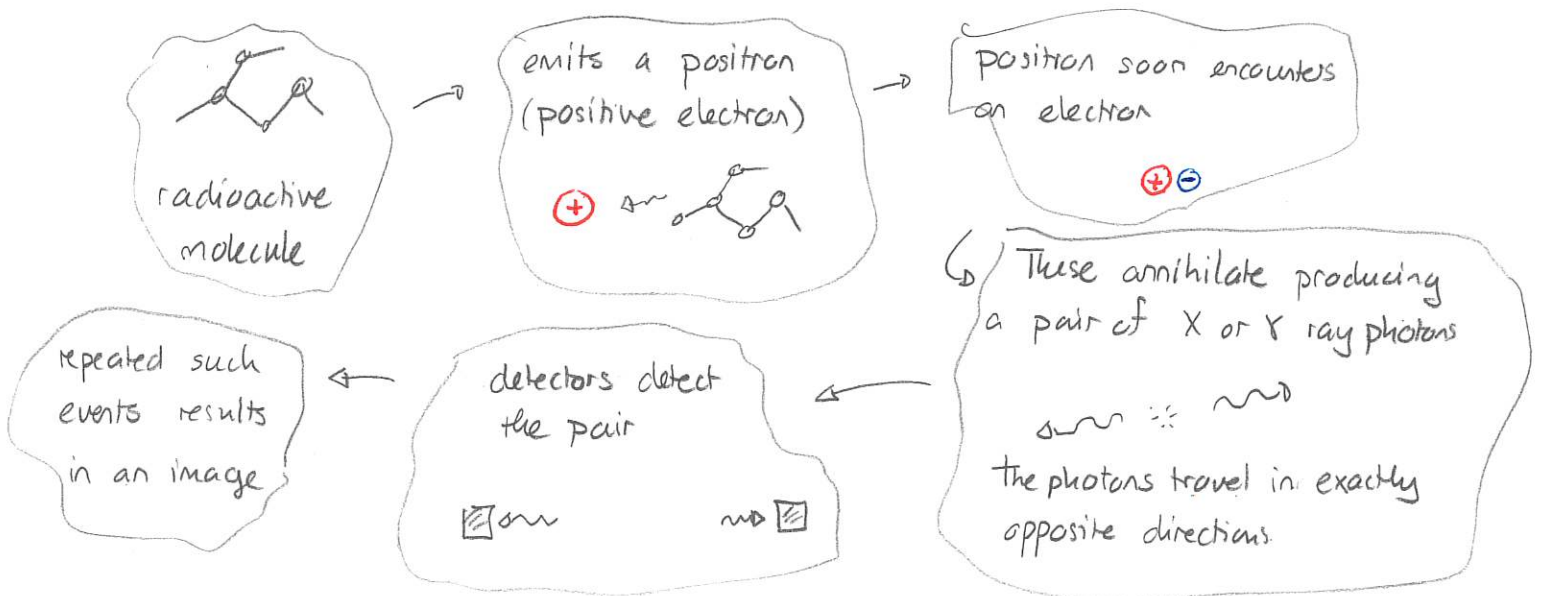 radioactive
molecule
emits a positron
(positive electron)
+
positron soon encounters
an electron
+ -
These annihilate producing
a pair of X or γ ray photons
the photons travel in exactly
opposite directions.
detectors detect
the pair
repeated such
events results
in an image